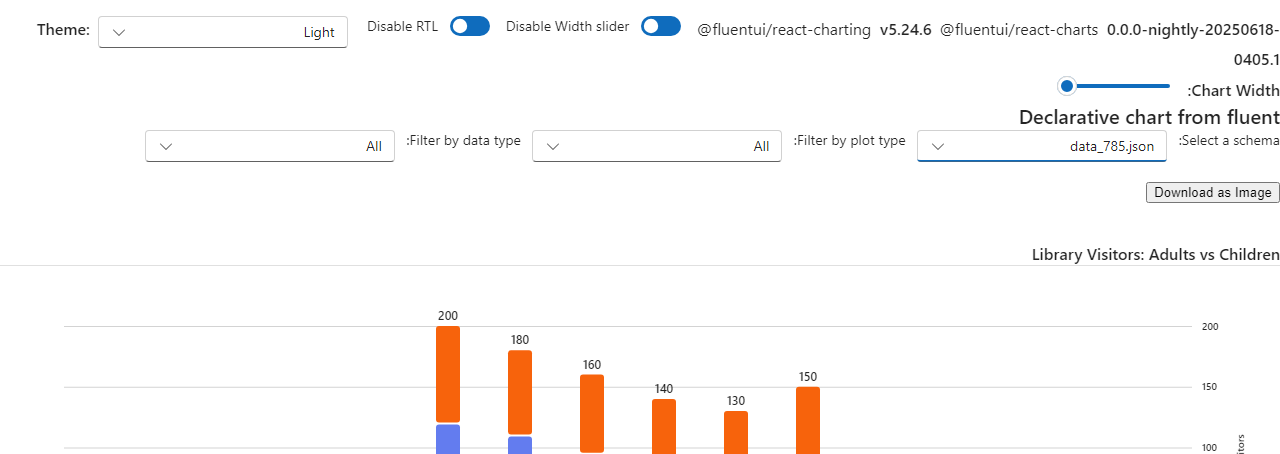 Theme:
Light
Disable RTL
Disable Width slider
@fluentui/react-charting v5.24.6 @fluentui/react-charts 0.0.0-nightly-20250618-
0405.1
:Chart Width
Declarative chart from fluent
:Select a schema
data_785.json
:Filter by plot type
All
:Filter by data type
All
Download as Image
Library Visitors: Adults vs Children
200
180
160
140
130
150
200
150
100